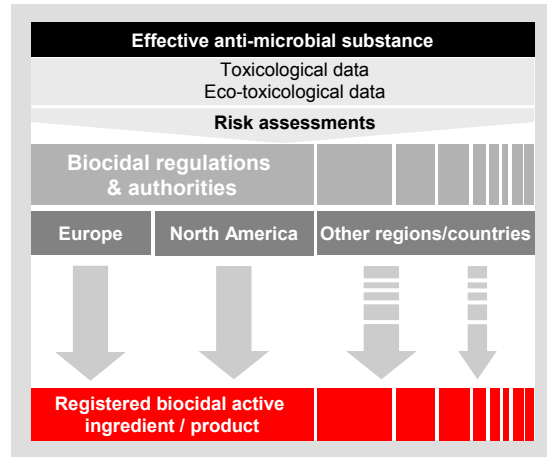 Effective anti-microbial substance
Toxicological data
Eco-toxicological data
Risk assessments
Biocidal regulations
& authorities
Europe
North America
Other regions/countries
Registered biocidal active
ingredient / product